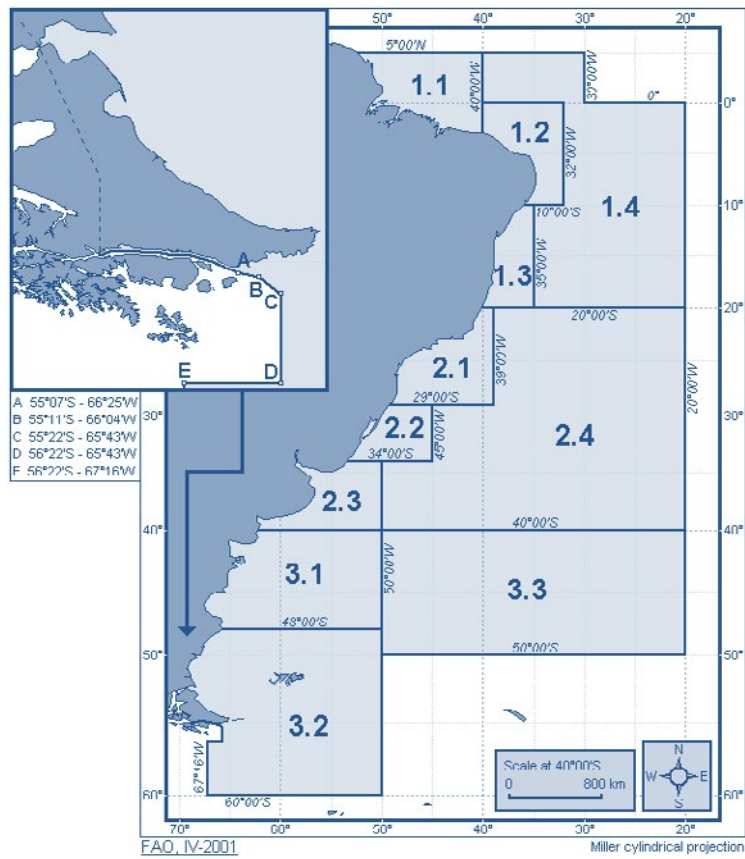 50° 40° 30° 20°
5°00'N
1.1
40°00'W
30°00'W
0°
0°
1.2
32°00'W
10°00'S
1.4
10°
1.3
35°00'W
20°00'S
20°
A
B
C
E
D
2.1
39°00'W
20°00'W
29°00'S
A 55°07'S - 66°25'W
B 55°11'S - 66°04'W
C 55°22'S - 65°43'W
D 56°22'S - 65°43'W
E 56°22'S - 67°16'W
30°
30°
2.2
45°00'W
34°00'S
2.4
2.3
40°
40°00'S
40°
3.1
50°00'W
3.3
48°00'S
50°
50°00'S
50°
3.2
67°16'W
Scale at 40°00'S
0 800 km
N
W E
S
60°
60°00'S
60°
70° 60° 50° 40° 30° 20°
FAO, IV-2001
Miller cylindrical projection